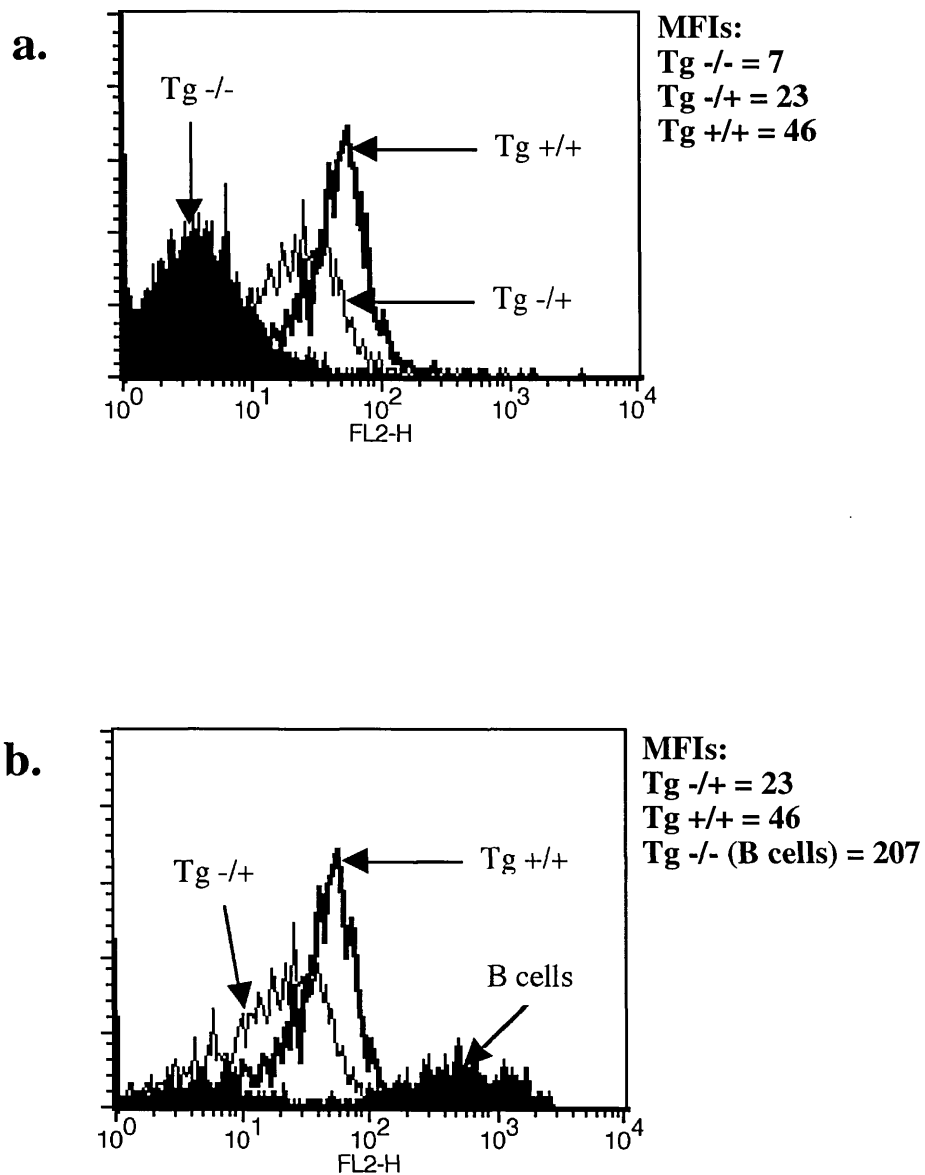 a.
MFIs:
Tg -/- = 7
Tg -/+ = 23
Tg +/+ = 46
Tg -/-
Tg +/+
Tg -/+
10^0 10^1 10^2 10^3 10^4
FL2-H
b.
MFIs:
Tg -/+ = 23
Tg +/+ = 46
Tg -/- (B cells) = 207
Tg -/+
Tg +/+
B cells
10^0 10^1 10^2 10^3 10^4
FL2-H